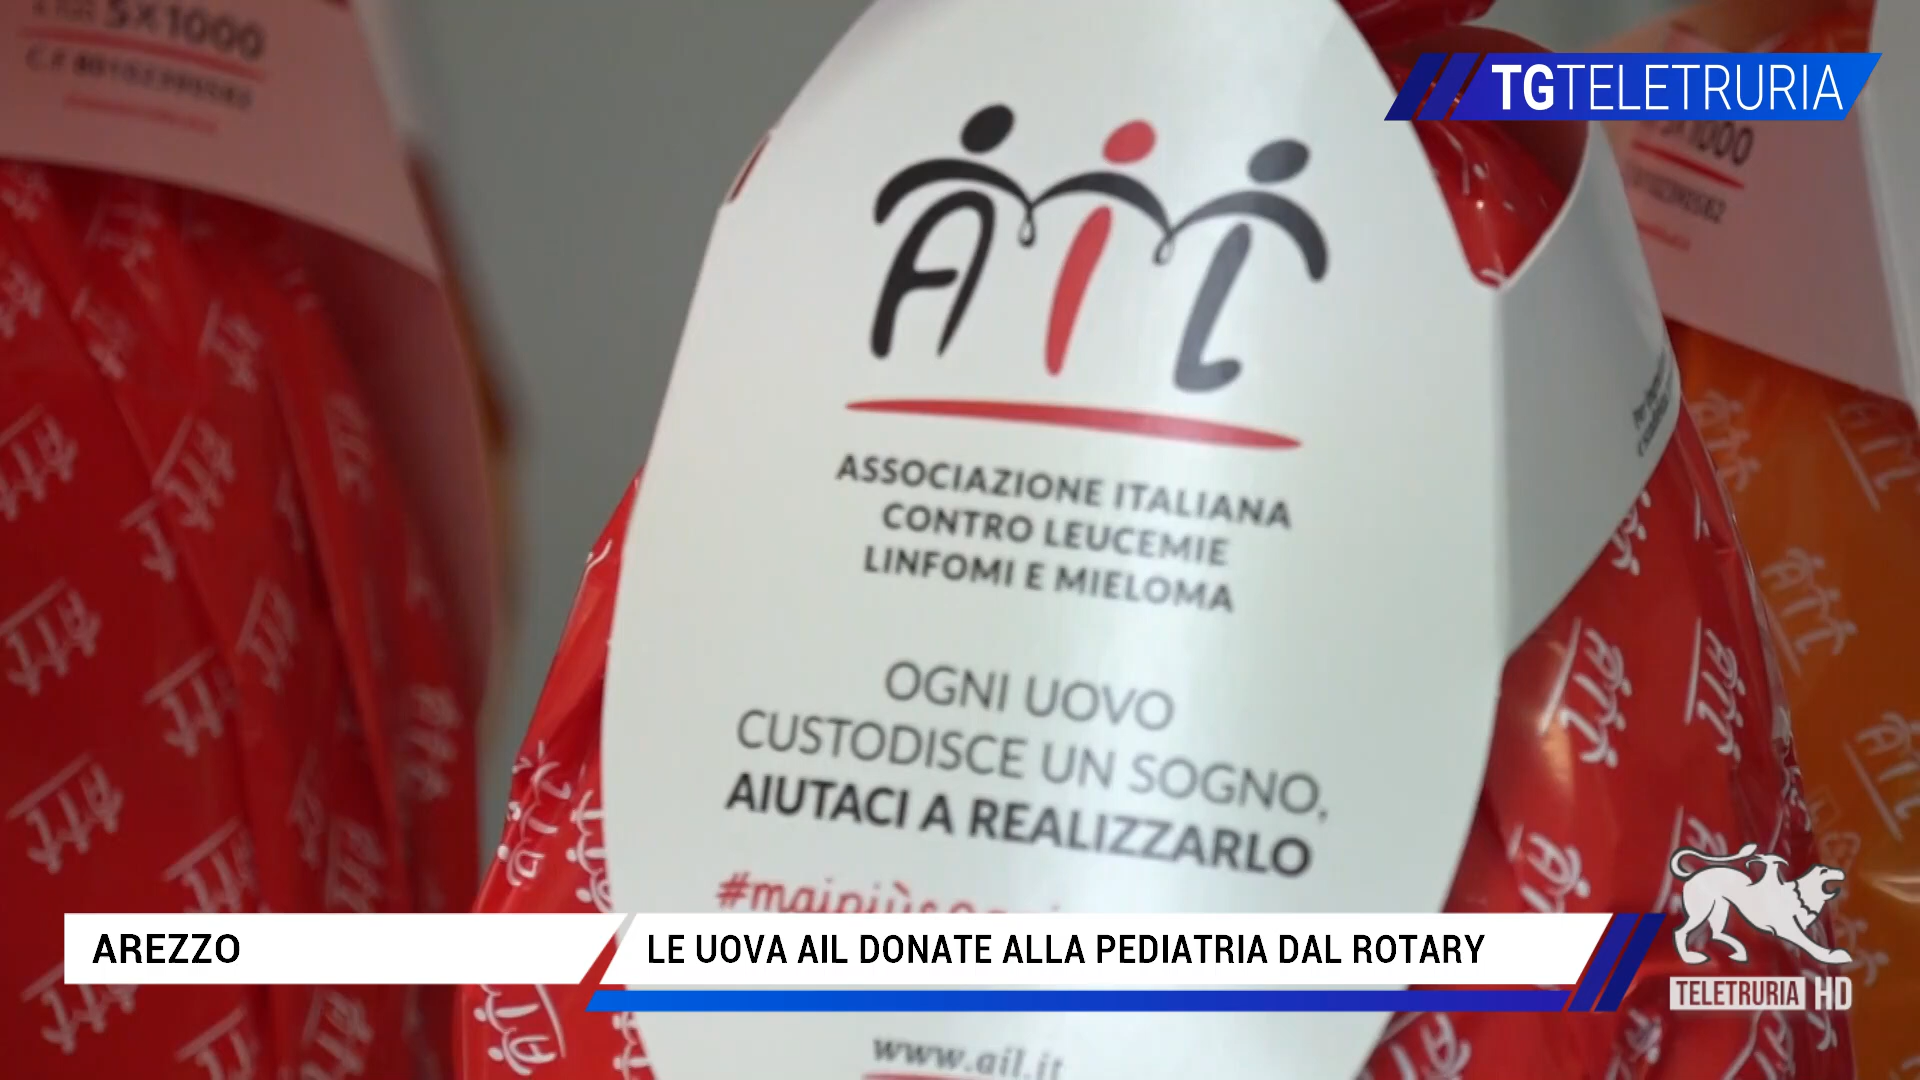 5X1000
TGTELETRURIA
AIL
ASSOCIAZIONE ITALIANA
CONTRO LEUCEMIE
LINFOMI E MIELOMA
OGNI UOVO
CUSTODISCE UN SOGNO,
AIUTACI A REALIZZARLO
AREZZO
LE UOVA AIL DONATE ALLA PEDIATRIA DAL ROTARY
TELETRURIA HD
www.ail.it